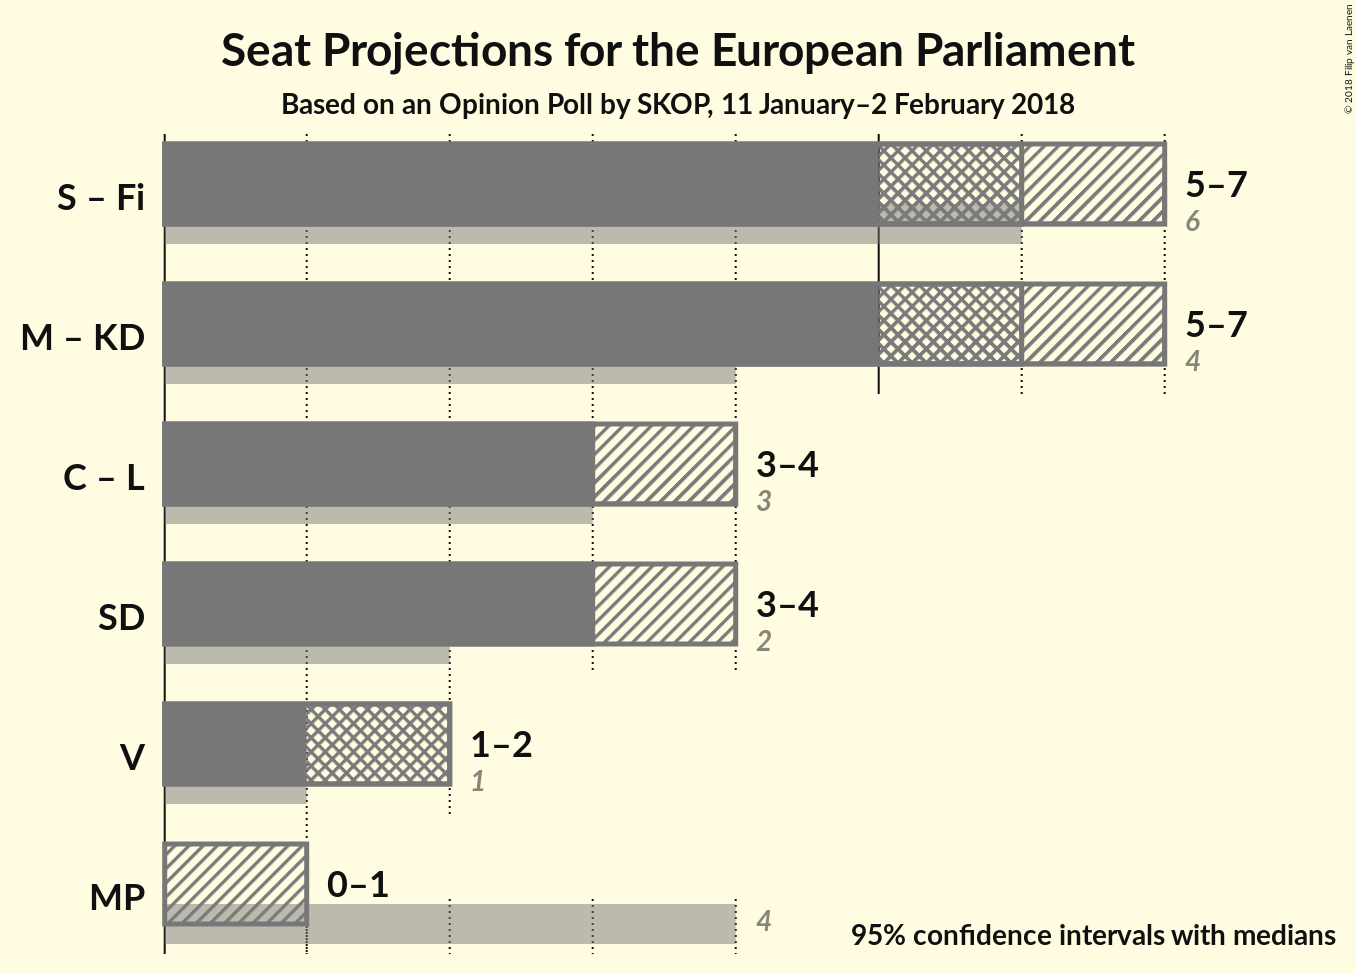 Seat Projections for the European Parliament
Based on an Opinion Poll by SKOP, 11 January–2 February 2018
© 2018 Filip van Laenen
S – Fi
5–7
6
M – KD
5–7
4
C – L
3–4
3
SD
3–4
2
V
1–2
1
MP
0–1
4
95% confidence intervals with medians